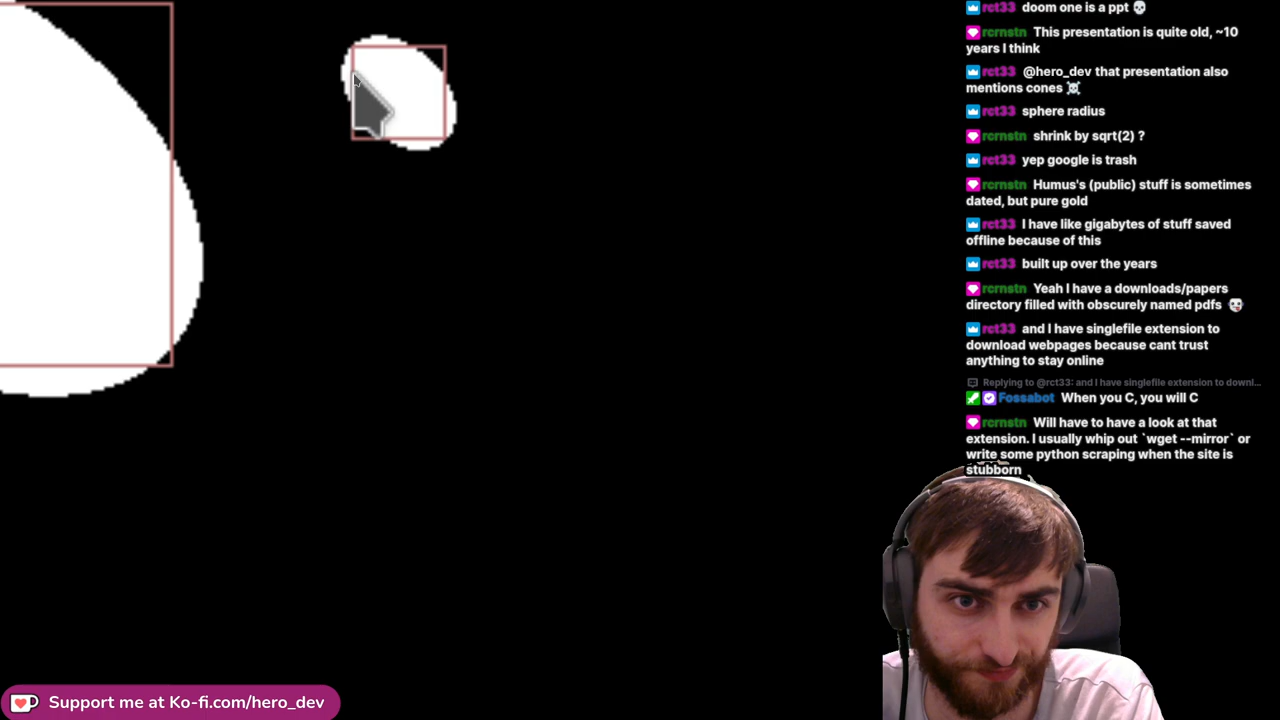 rct33 doom one is a ppt 💀
rcrnstn This presentation is quite old, ~10
years I think
rct33 @hero_dev that presentation also
mentions cones ☠️
rct33 sphere radius
rcrnstn shrink by sqrt(2) ?
rct33 yep google is trash
rcrnstn Humus's (public) stuff is sometimes
dated, but pure gold
rct33 I have like gigabytes of stuff saved
offline because of this
rct33 built up over the years
rcrnstn Yeah I have a downloads/papers
directory filled with obscurely named pdfs
rct33 and I have singlefile extension to
download webpages because cant trust
anything to stay online
Replying to @rct33: and I have singlefile extension to downl...
Fossabot When you C, you will C
rcrnstn Will have to have a look at that
extension. I usually whip out `wget --mirror` or
write some python scraping when the site is
stubborn
Support me at Ko-fi.com/hero_dev